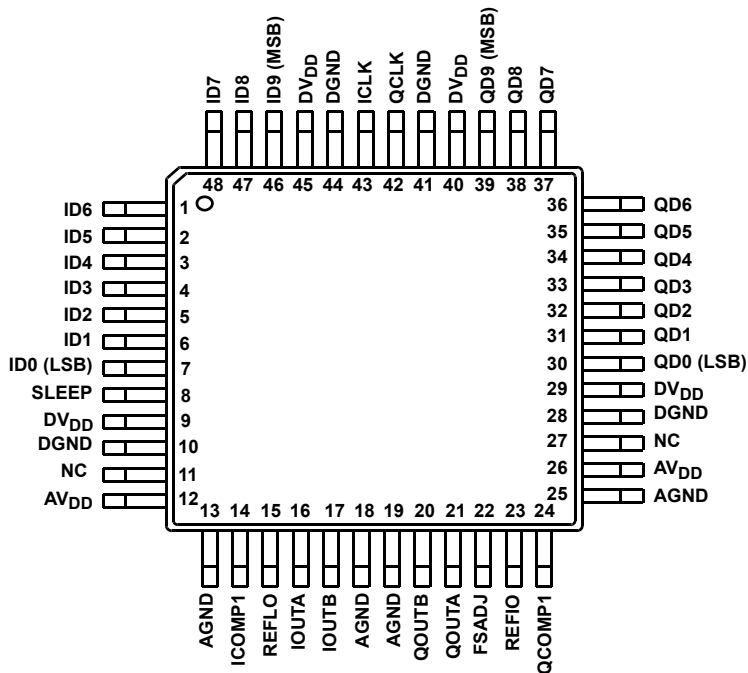 ID7
ID8
ID9 (MSB)
DVDD
DGND
ICLK
QCLK
DGND
DVDD
QD9 (MSB)
QD8
QD7
48 47 46 45 44 43 42 41 40 39 38 37
ID6 1
ID5 2
ID4 3
ID3 4
ID2 5
ID1 6
ID0 (LSB) 7
SLEEP 8
DVDD 9
DGND 10
NC 11
AVDD 12
36 QD6
35 QD5
34 QD4
33 QD3
32 QD2
31 QD1
30 QD0 (LSB)
29 DVDD
28 DGND
27 NC
26 AVDD
25 AGND
13 14 15 16 17 18 19 20 21 22 23 24
AGND
ICOMP1
REFLO
IOUTA
IOUTB
AGND
AGND
QOUTB
QOUTA
FSADJ
REFIO
QCOMP1